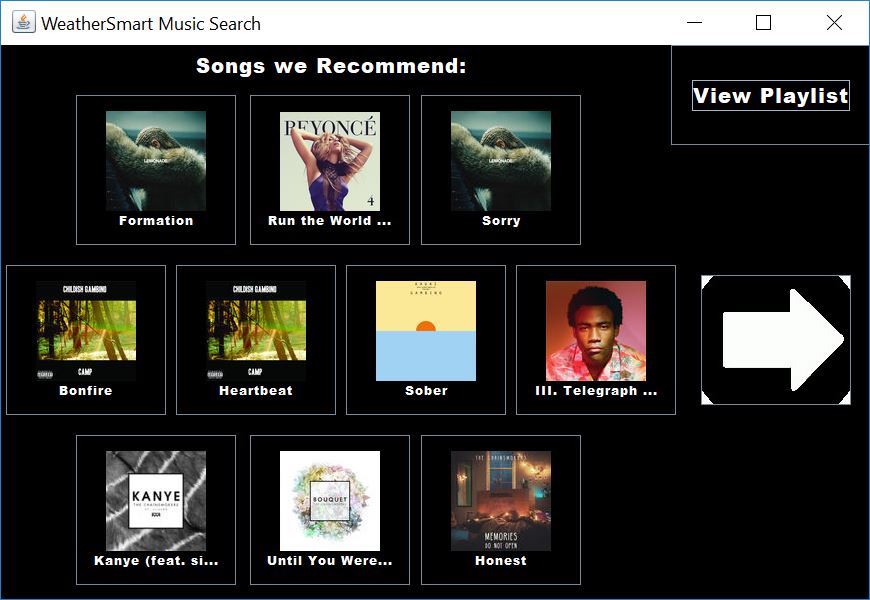 WeatherSmart Music Search
Songs we Recommend:
View Playlist
LEMONADE
Formation
BEYONCÉ
4
Run the World ...
LEMONADE
Sorry
CHILDISH GAMBINO
CAMP
Bonfire
CHILDISH GAMBINO
CAMP
Heartbeat
KAUAI
GAMBINO
Sober
III. Telegraph ...
KANYE
THE CHAINSMOKERS
Kanye (feat. si...
BOUQUET
THE CHAINSMOKERS
Until You Were...
THE CHAINSMOKERS
MEMORIES
DO NOT OPEN
Honest